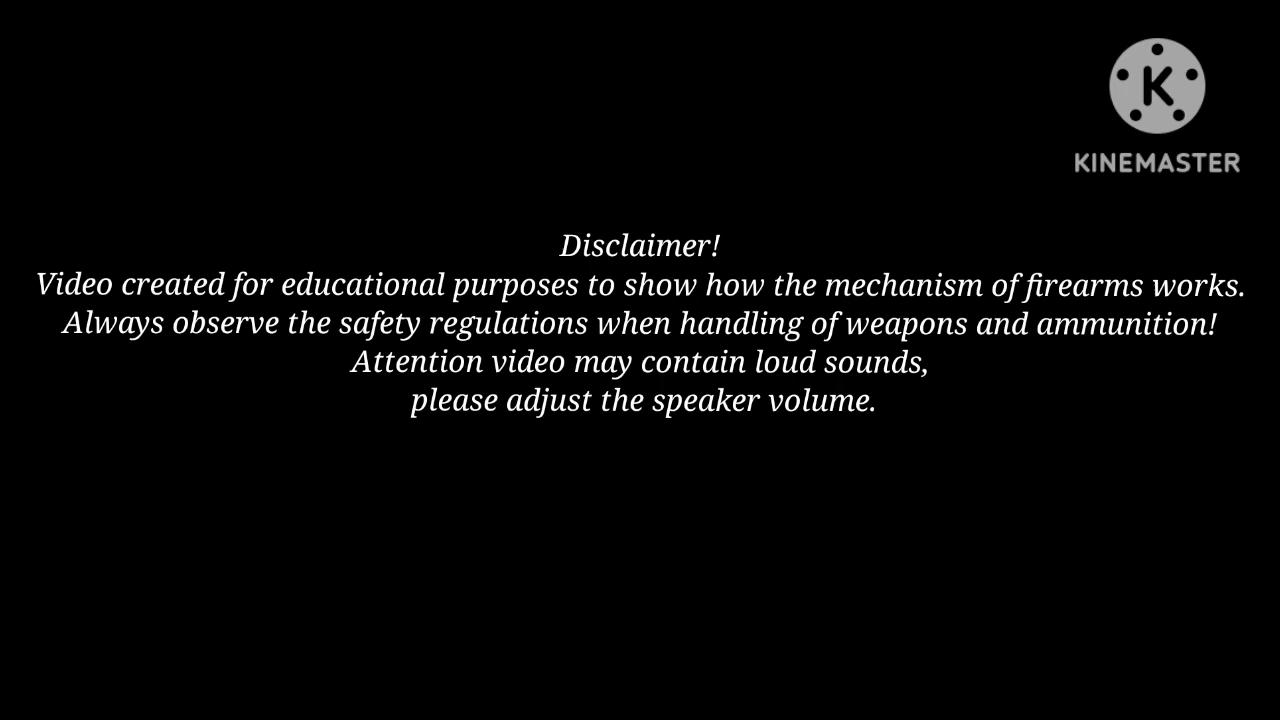 K
KINEMASTER
Disclaimer!
Video created for educational purposes to show how the mechanism of firearms works.
Always observe the safety regulations when handling of weapons and ammunition!
Attention video may contain loud sounds,
please adjust the speaker volume.